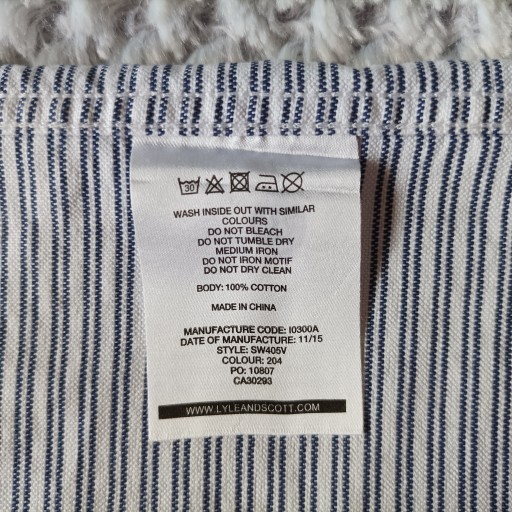 30
WASH INSIDE OUT WITH SIMILAR
COLOURS
DO NOT BLEACH
DO NOT TUMBLE DRY
MEDIUM IRON
DO NOT IRON MOTIF
DO NOT DRY CLEAN
BODY: 100% COTTON
MADE IN CHINA
MANUFACTURE CODE: I0300A
DATE OF MANUFACTURE: 11/15
STYLE: SW405V
COLOUR: 204
PO: 10807
CA30293
WWW.LYLEANDSCOTT.COM